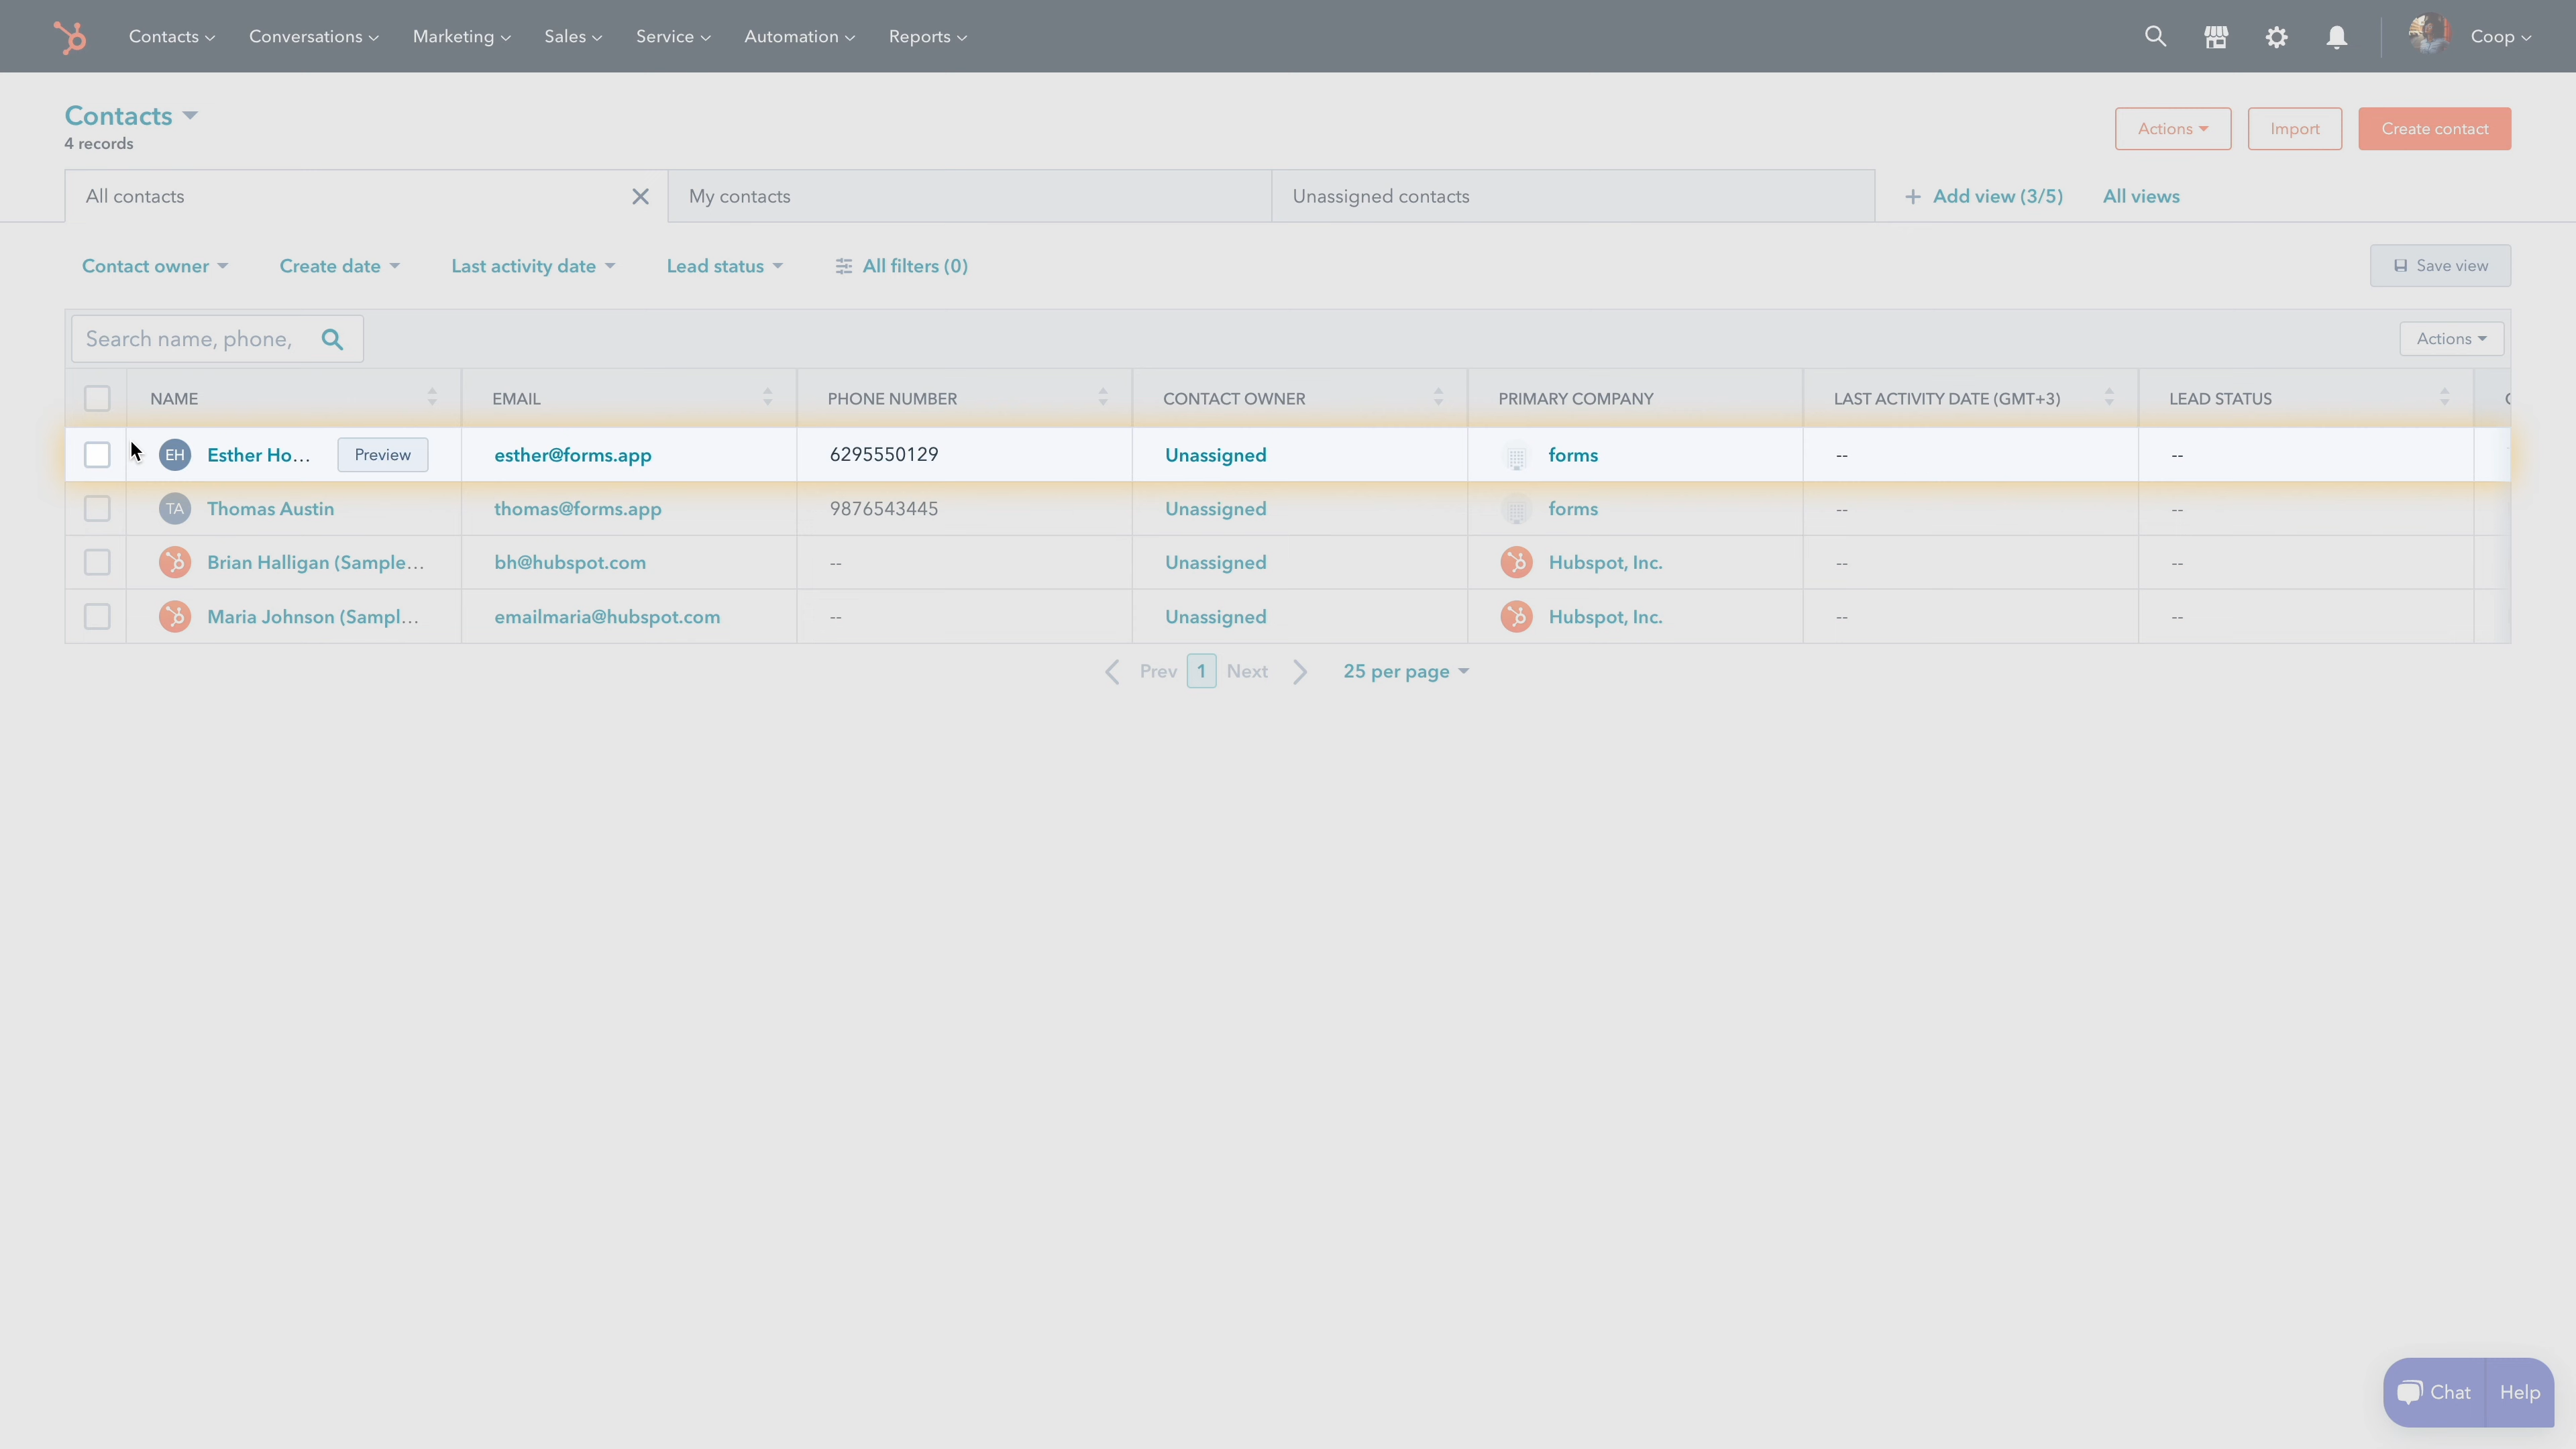 Contacts Conversations Marketing Sales Service Automation Reports Coop
Contacts
4 records
Actions Import Create contact
All contacts My contacts Unassigned contacts + Add view (3/5) All views
Contact owner Create date Last activity date Lead status All filters (0) Save view
Search name, phone, Actions
NAME EMAIL PHONE NUMBER CONTACT OWNER PRIMARY COMPANY LAST ACTIVITY DATE (GMT+3) LEAD STATUS
EH Esther Ho... Preview esther@forms.app 6295550129 Unassigned forms -- --
TA Thomas Austin thomas@forms.app 9876543445 Unassigned forms -- --
Brian Halligan (Sample... bh@hubspot.com -- Unassigned Hubspot, Inc. -- --
Maria Johnson (Sampl... emailmaria@hubspot.com -- Unassigned Hubspot, Inc. -- --
Prev 1 Next 25 per page
Chat Help